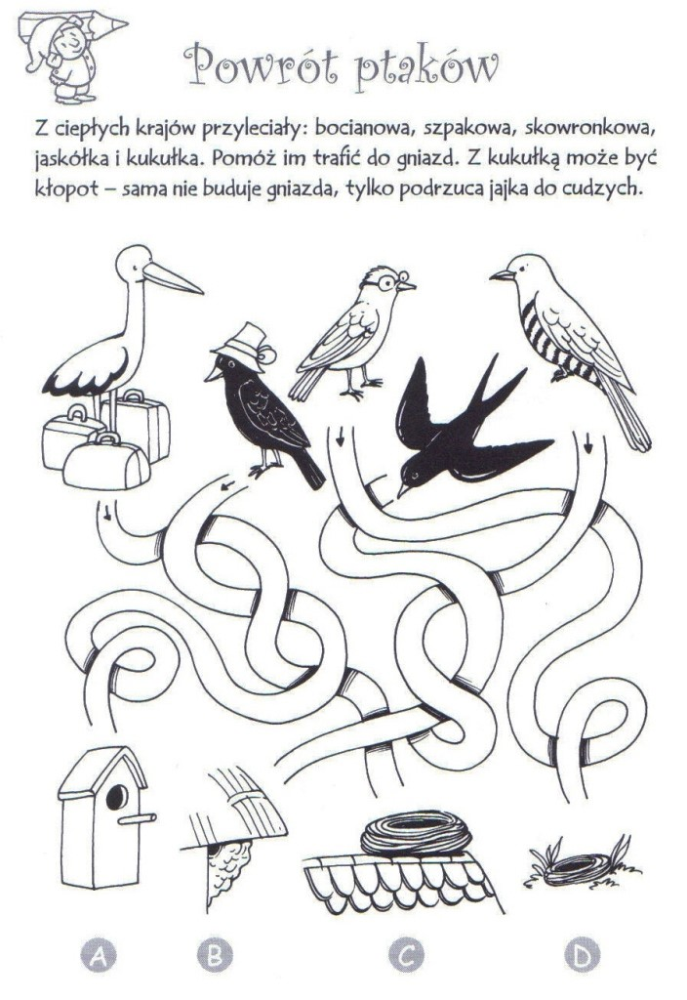 Powrót ptaków
Z ciepłych krajów przyleciały: bocianowa, szpakowa, skowronkowa,
jaskółka i kukułka. Pomóż im trafić do gniazd. Z kukułką może być
kłopot – sama nie buduje gniazda, tylko podrzuca jajka do cudzych.
A B C D